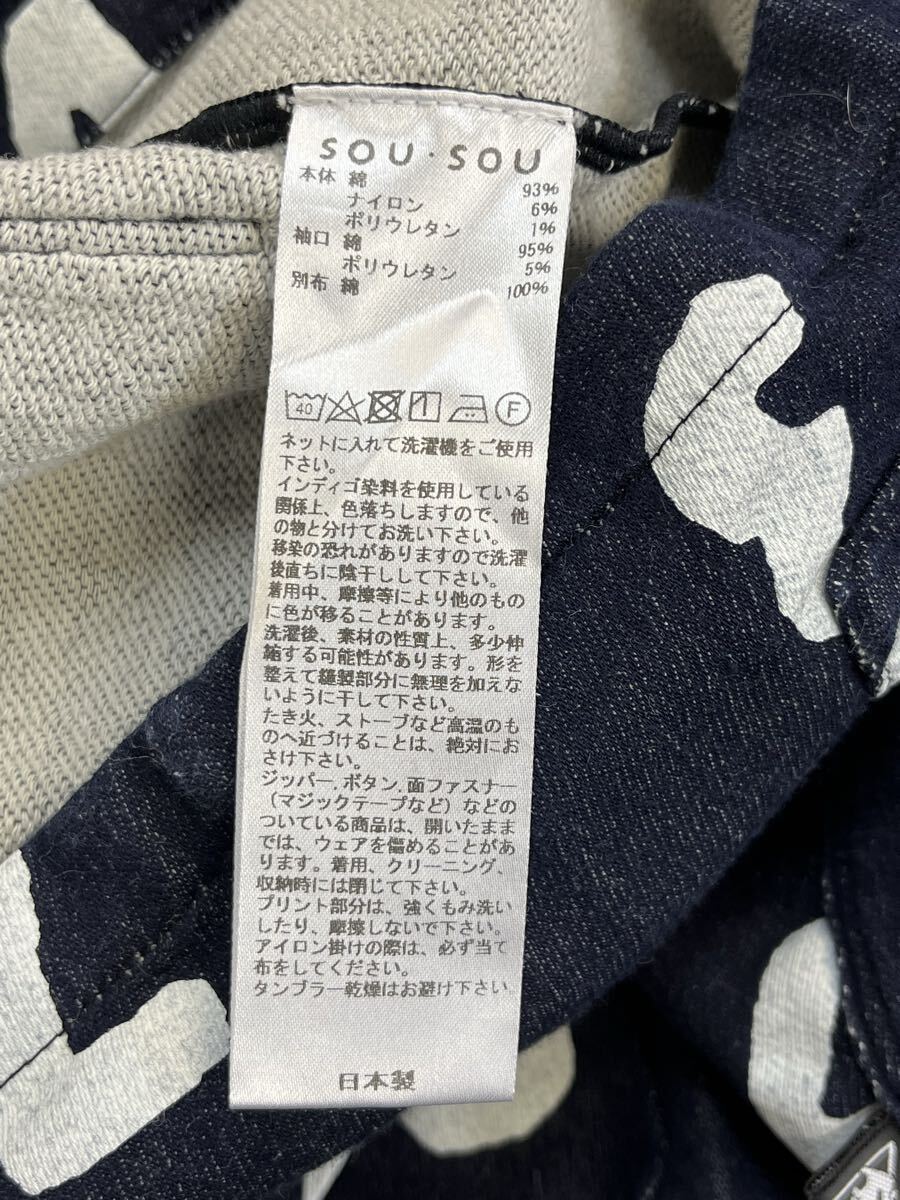 SOU・SOU
本体 綿 93%
ナイロン 6%
ポリウレタン 1%
袖口 綿 95%
ポリウレタン 5%
別布 綿 100%
40 F
ネットに入れて洗濯機をご使用
下さい。
インディゴ染料を使用している
関係上、色落ちしますので、他
の物と分けてお洗い下さい。
移染の恐れがありますので洗濯
後直ちに陰干しして下さい。
着用中、摩擦等により他のもの
に色が移ることがあります。
洗濯後、素材の性質上、多少伸
縮する可能性があります。形を
整えて縫製部分に無理を加えな
いように干して下さい。
たき火、ストーブなど高温のも
のへ近づけることは、絶対にお
さけ下さい。
ジッパー、ボタン、面ファスナー
（マジックテープなど）などの
ついている商品は、開いたまま
では、ウェアを傷めることがあ
ります。着用、クリーニング、
収納時には閉じて下さい。
プリント部分は、強くもみ洗い
したり、摩擦しないで下さい。
アイロン掛けの際は、必ず当て
布をしてください。
タンブラー乾燥はお避け下さい
日本製